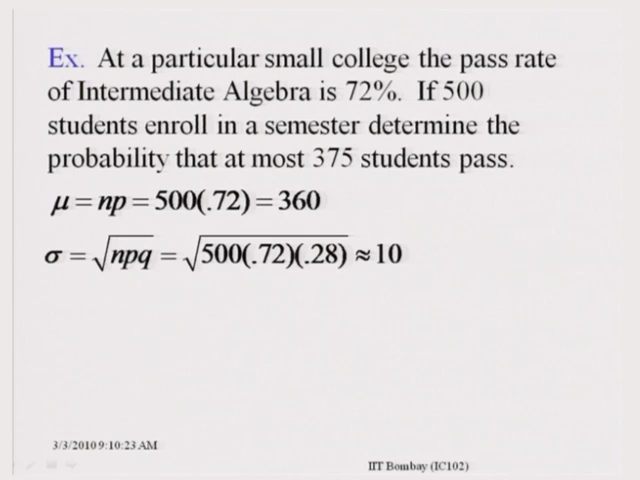 Ex. At a particular small college the pass rate
of Intermediate Algebra is 72%. If 500
students enroll in a semester determine the
probability that at most 375 students pass.
μ = np = 500(.72) = 360
σ = √npq = √500(.72)(.28) ≈ 10
3/3/2010 9:10:23 AM
IIT Bombay (IC102)